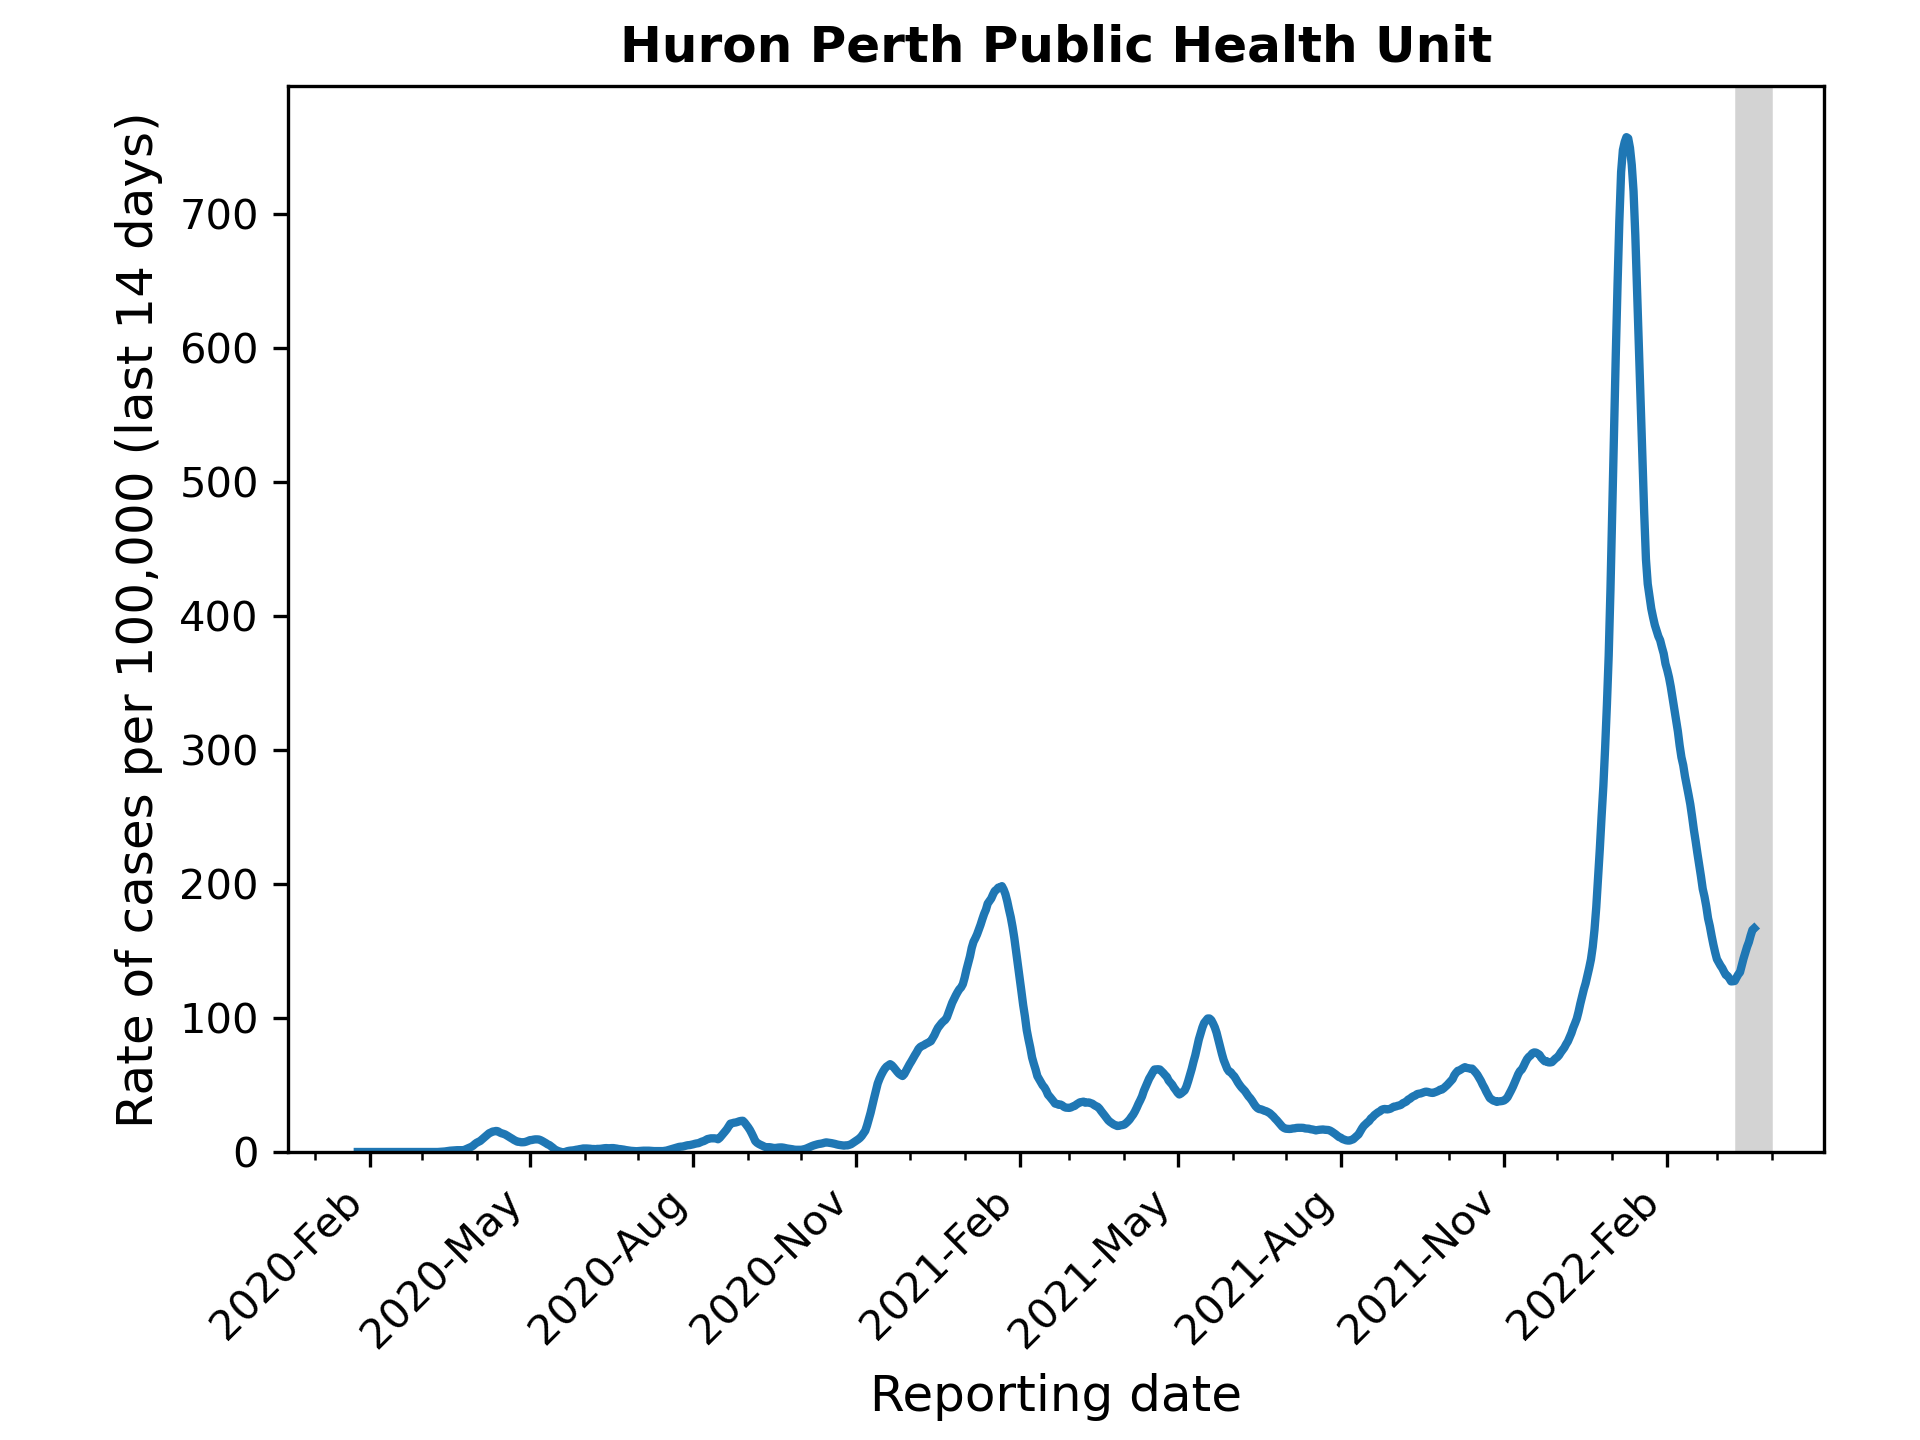 Huron Perth Public Health Unit
Rate of cases per 100,000 (last 14 days)
700
600
500
400
300
200
100
0
2020-Feb
2020-May
2020-Aug
2020-Nov
2021-Feb
2021-May
2021-Aug
2021-Nov
2022-Feb
Reporting date